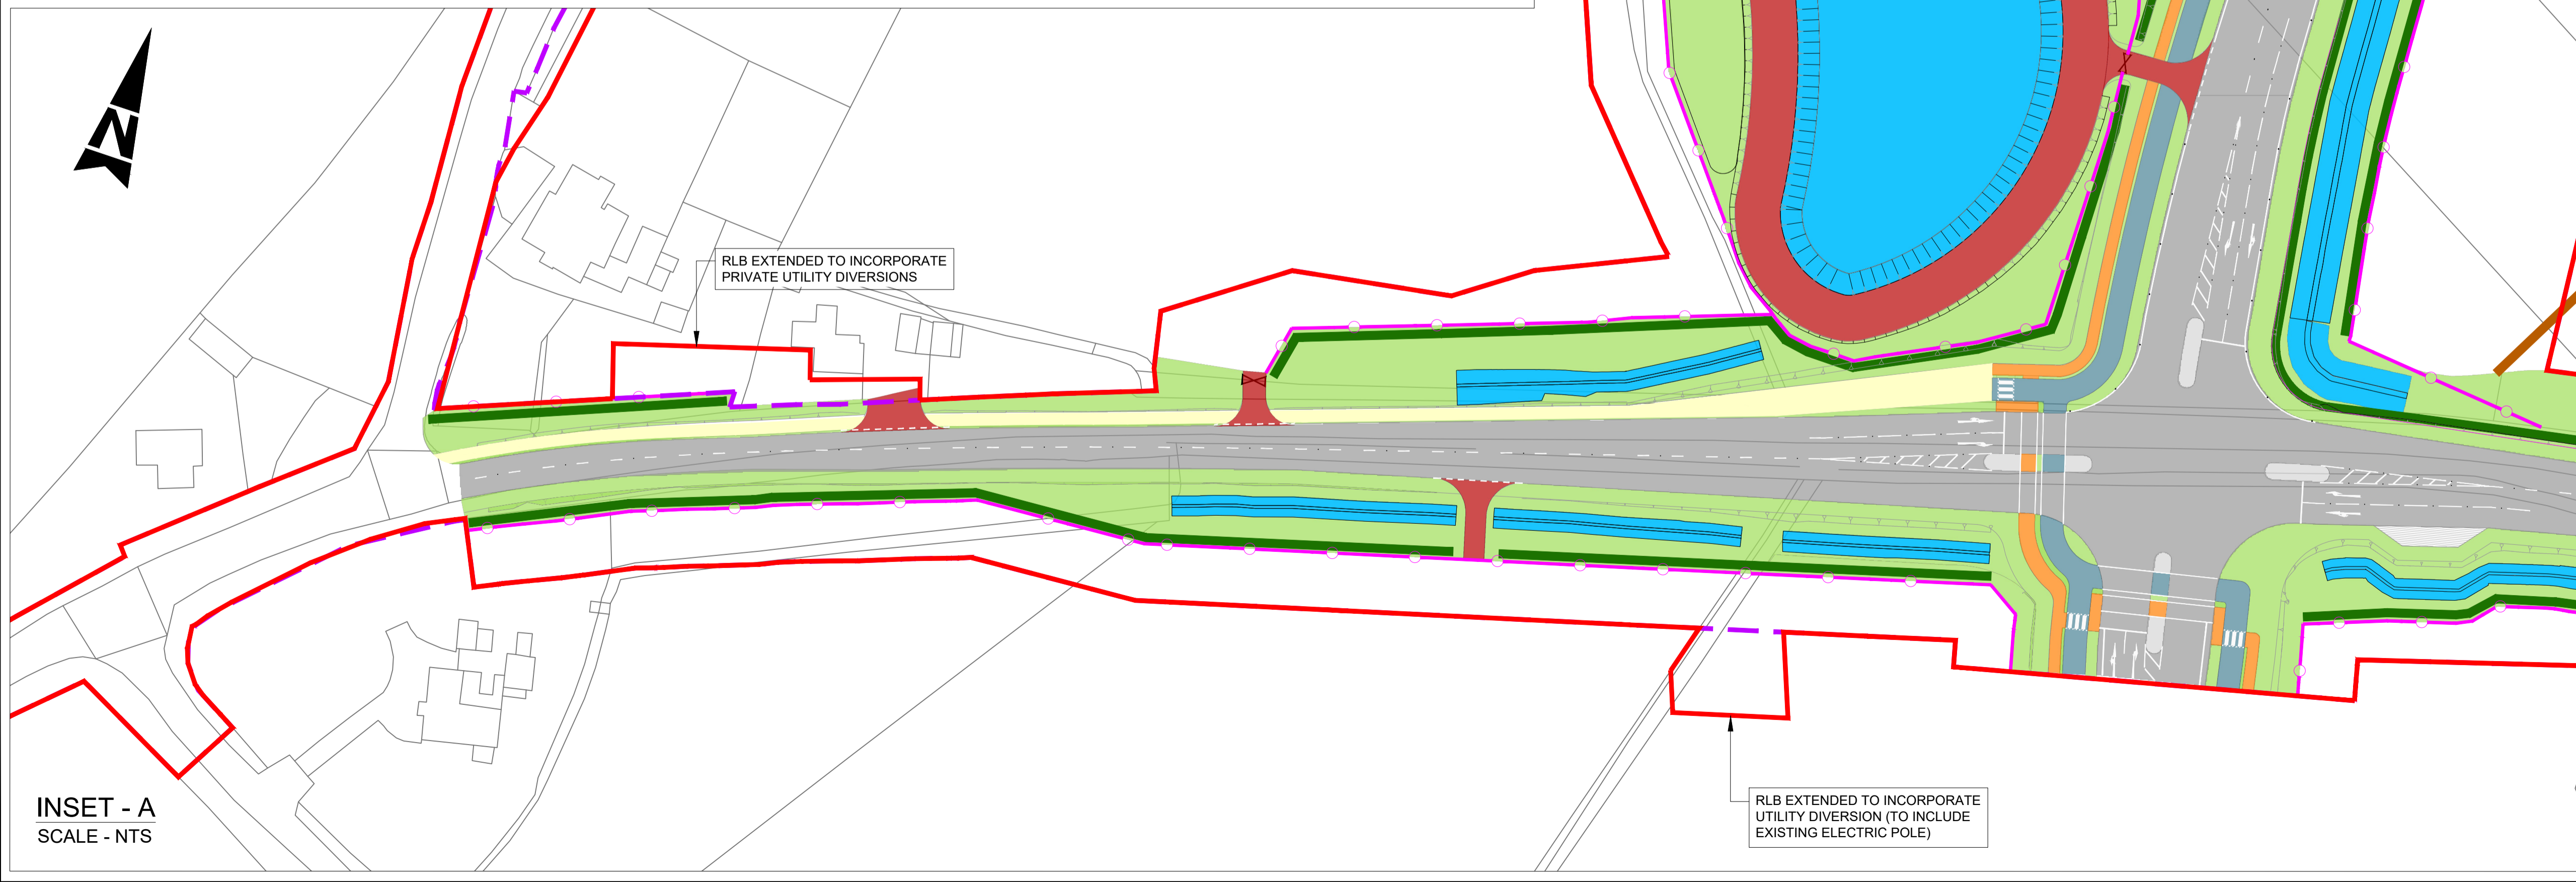 N
RLB EXTENDED TO INCORPORATE
PRIVATE UTILITY DIVERSIONS
RLB EXTENDED TO INCORPORATE
UTILITY DIVERSION (TO INCLUDE
EXISTING ELECTRIC POLE)
INSET - A
SCALE - NTS